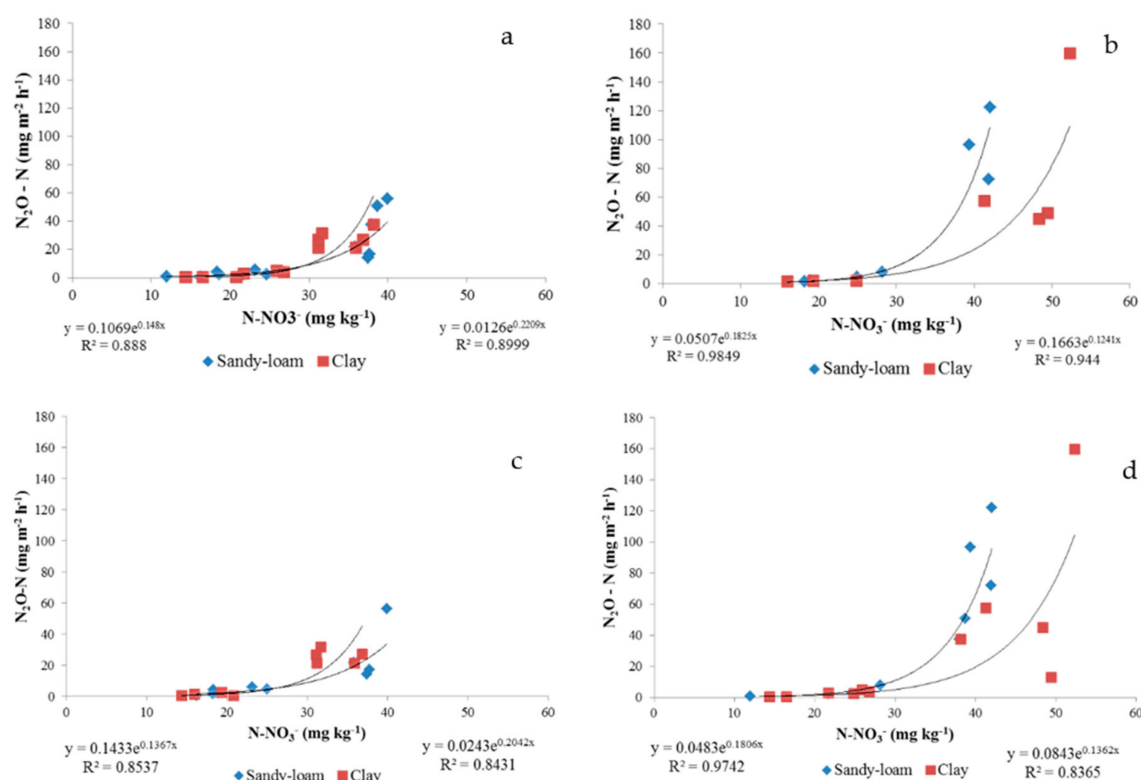 a
N₂O - N (mg m⁻² h⁻¹)
180
160
140
120
100
80
60
40
20
0
0 10 20 30 40 50 60
N-NO3⁻ (mg kg⁻¹)
y = 0.1069e^0.148x
R² = 0.888
y = 0.0126e^0.2209x
R² = 0.8999
Sandy-loam Clay
b
N₂O - N (mg m⁻² h⁻¹)
180
160
140
120
100
80
60
40
20
0
10 20 30 40 50 60
N-NO₃⁻ (mg kg⁻¹)
y = 0.0507e^0.1825x
R² = 0.9849
y = 0.1663e^0.1241x
R² = 0.944
Sandy-loam Clay
c
N₂O-N (mg m⁻² h⁻¹)
180
160
140
120
100
80
60
40
20
0
0 10 20 30 40 50 60
N-NO₃⁻ (mg kg⁻¹)
y = 0.1433e^0.1367x
R² = 0.8537
y = 0.0243e^0.2042x
R² = 0.8431
Sandy-loam Clay
d
N₂O - N (mg m⁻² h⁻¹)
180
160
140
120
100
80
60
40
20
0
0 10 20 30 40 50 60
N-NO₃⁻ (mg kg⁻¹)
y = 0.0483e^0.1806x
R² = 0.9742
y = 0.0843e^0.1362x
R² = 0.8365
Sandy-loam Clay